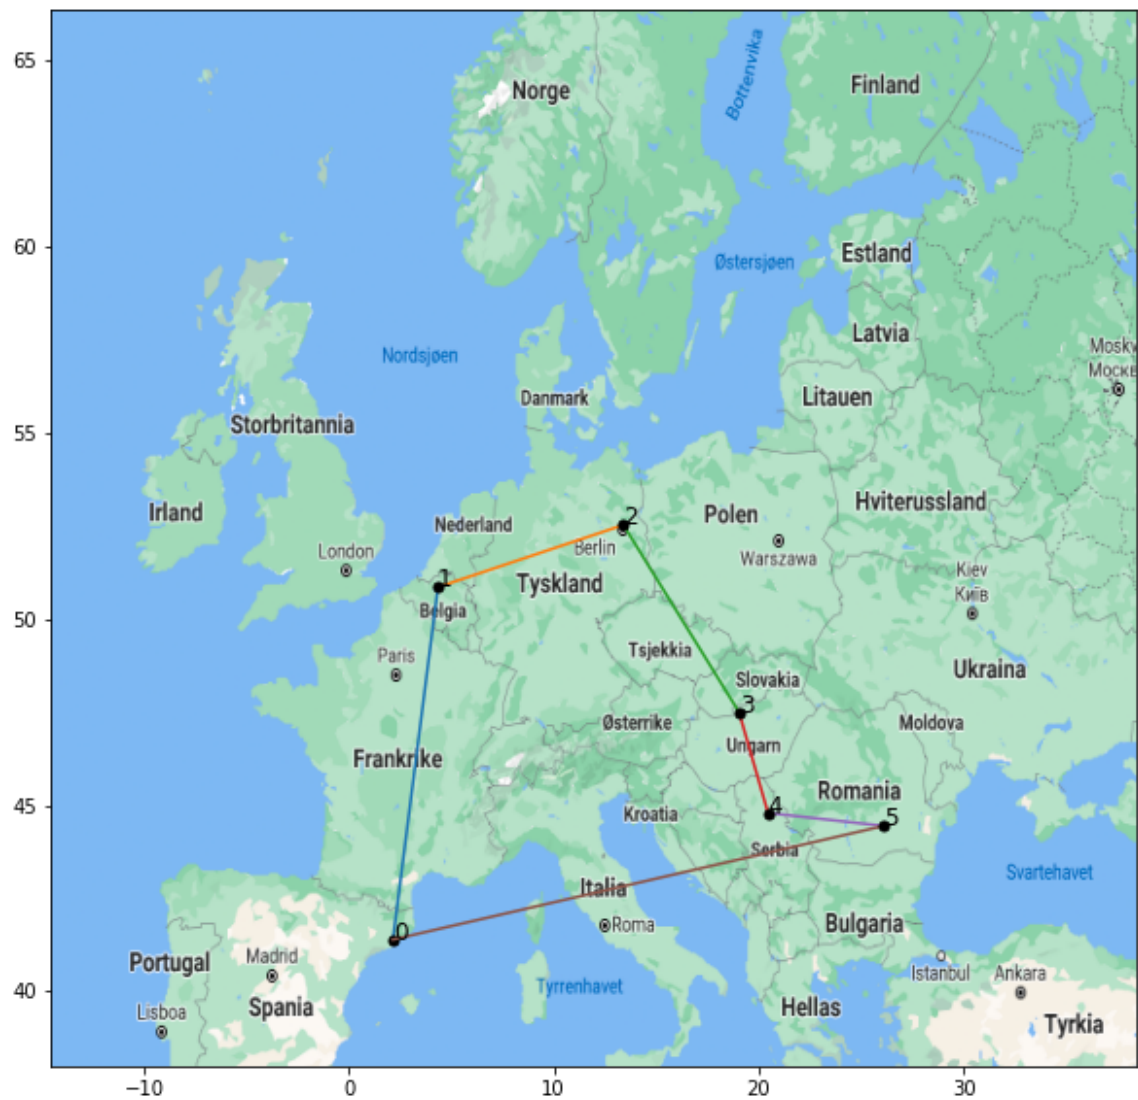 65
Norge
Bottenvika
Finland
60
Estland
Østersjøen
Latvia
Nordsjøen
Mosky
Москв
Danmark
Litauen
55
Storbritannia
Irland
Nederland
2
Polen
Hviterussland
London
Berlin
Warszawa
1
Tyskland
Kiev
Київ
50
Belgia
Paris
Tsjekkia
Slovakia
Ukraina
3
Østerrike
Moldova
Ungarn
Frankrike
Romania
45
Kroatia
4
5
Serbia
Svartehavet
Italia
0
Roma
Bulgaria
Portugal
Madrid
Istanbul
Ankara
40
Tyrrenhavet
Lisboa
Spania
Hellas
Tyrkia
−10
0
10
20
30